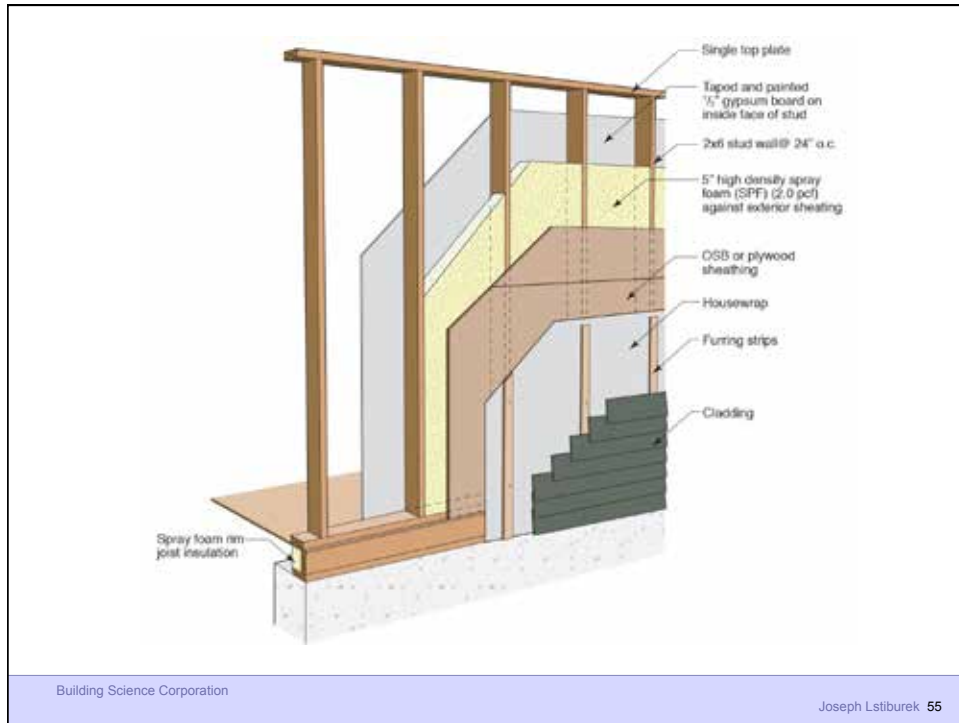 Single top plate
Taped and painted
½" gypsum board on
inside face of stud
2x6 stud wall@ 24" o.c.
5" high density spray
foam (SPF) (2.0 pcf)
against exterior sheating
OSB or plywood
sheathing
Housewrap
Furring strips
Cladding
Spray foam rim
joist insulation
Building Science Corporation
Joseph Lstiburek 55